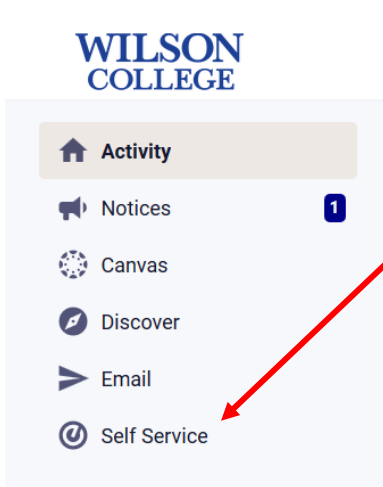 WILSON
COLLEGE
Activity
Notices 1
Canvas
Discover
Email
Self Service